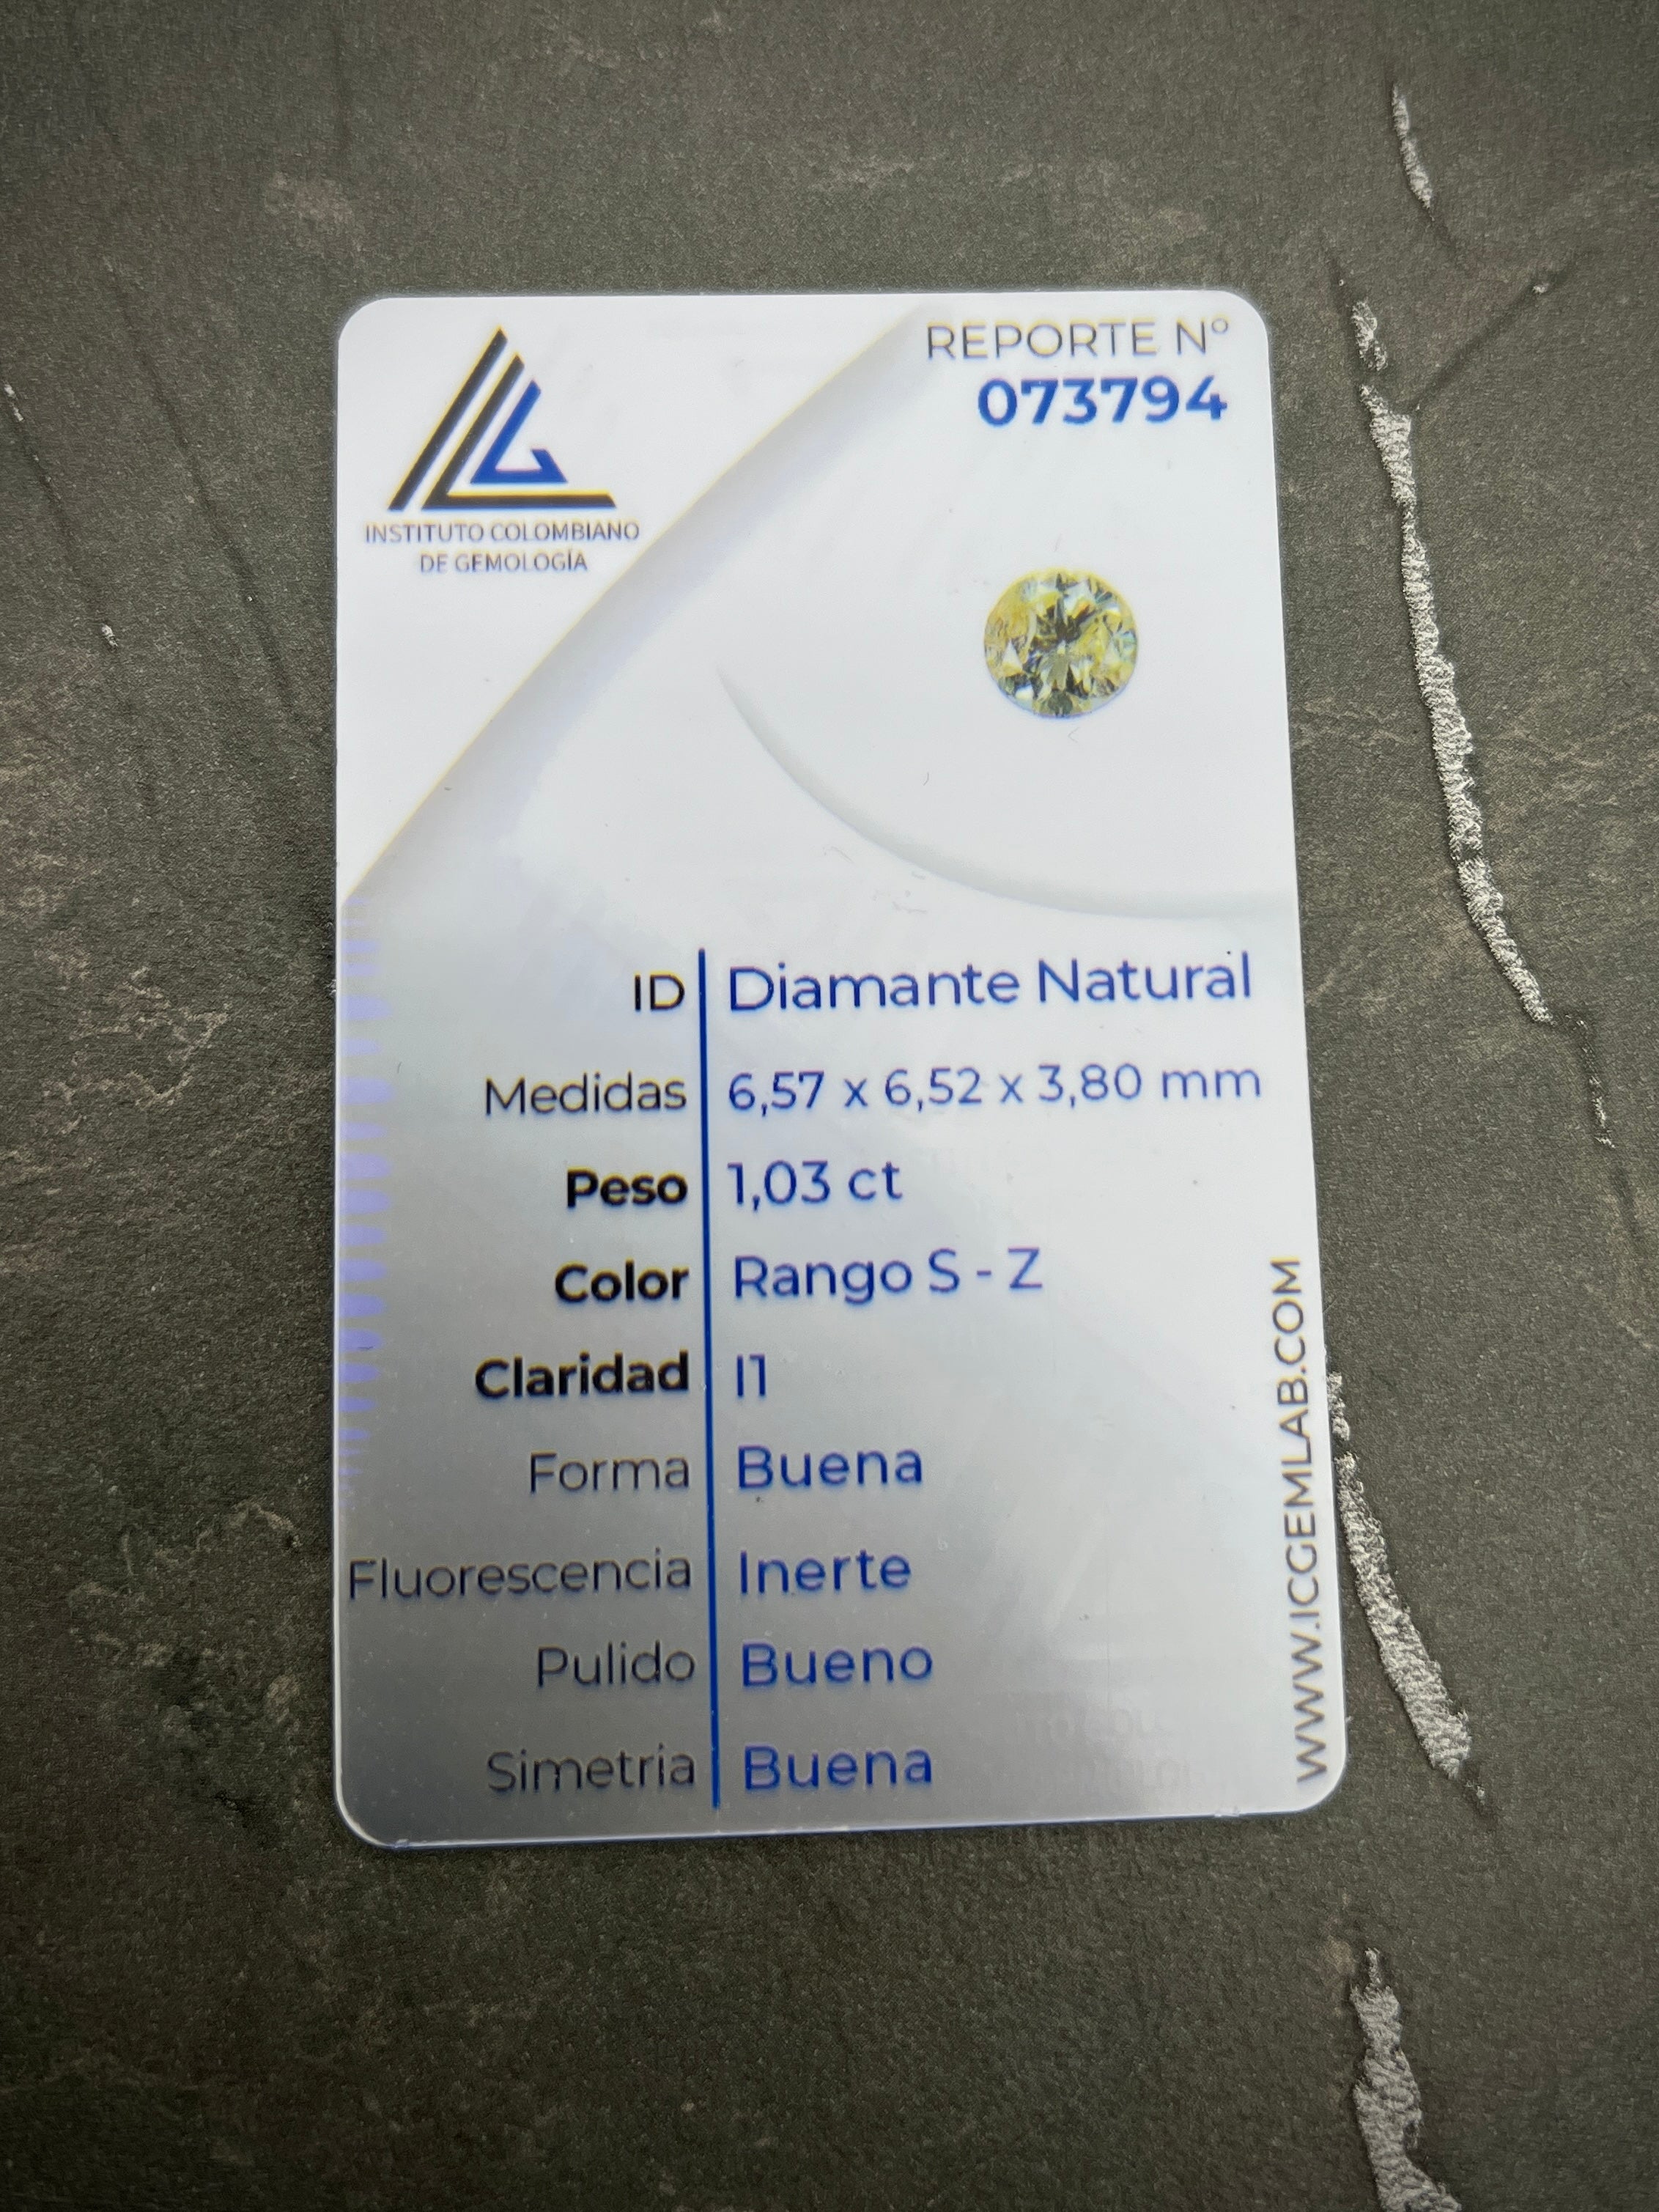 INSTITUTO COLOMBIANO
DE GEMOLOGÍA
REPORTE Nº
073794
ID Diamante Natural
Medidas 6,57 x 6,52 x 3,80 mm
Peso 1,03 ct
Color Rango S - Z
Claridad I1
Forma Buena
Fluorescencia Inerte
Pulido Bueno
Simetria Buena
WWW.ICGEMLAB.COM